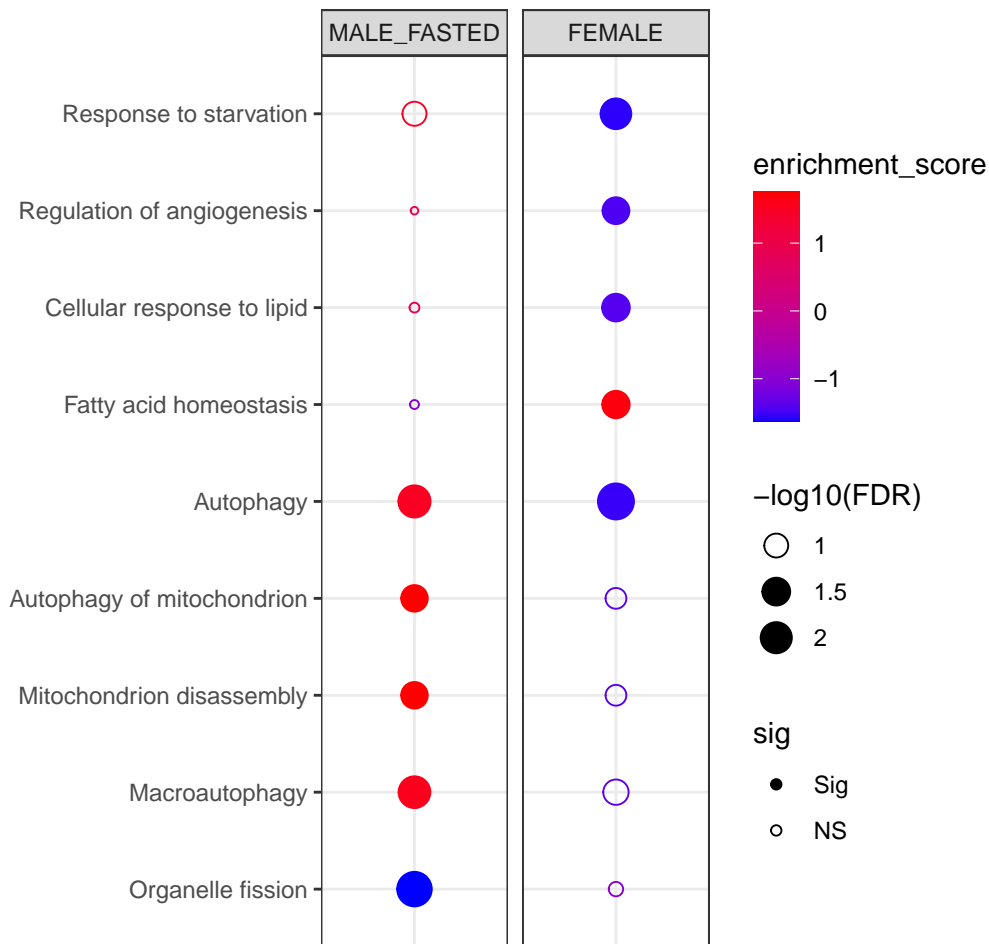 MALE_FASTED
FEMALE
Response to starvation
Regulation of angiogenesis
Cellular response to lipid
Fatty acid homeostasis
Autophagy
Autophagy of mitochondrion
Mitochondrion disassembly
Macroautophagy
Organelle fission
enrichment_score
1
0
−1
−log10(FDR)
1
1.5
2
sig
Sig
NS